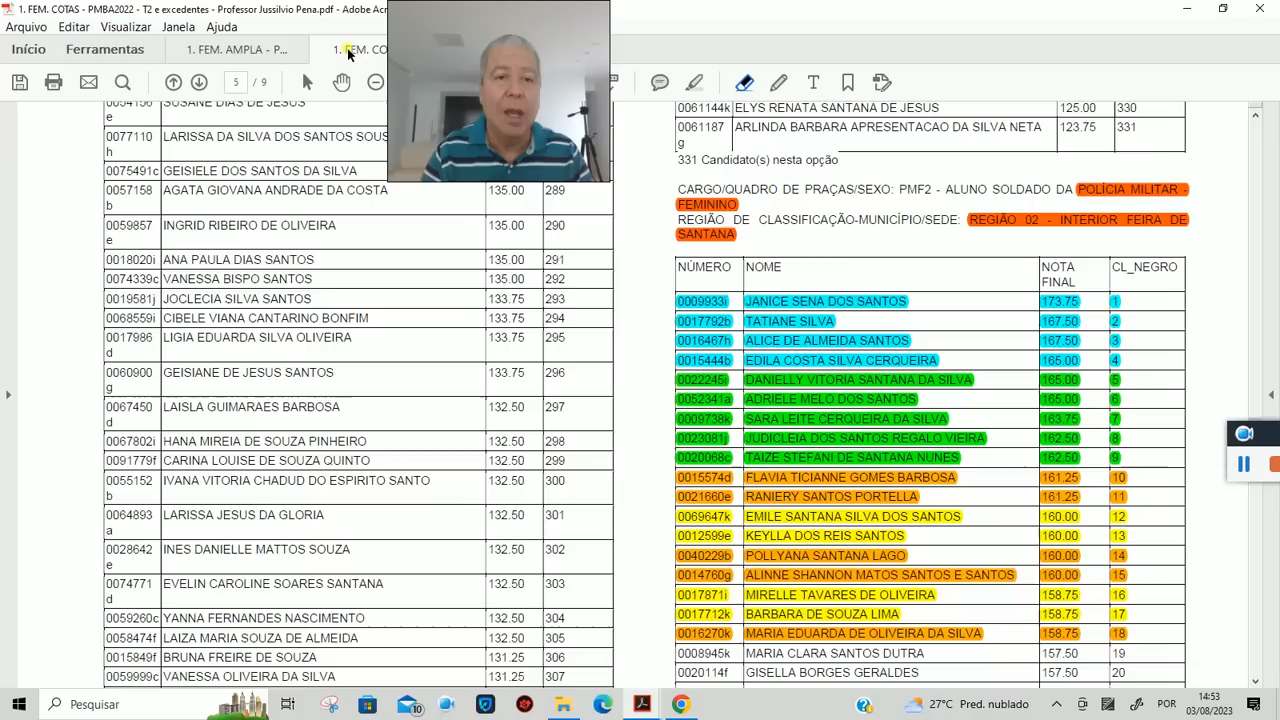 1. FEM. COTAS - PMBA2022 - T2 e excedentes - Professor Jussilvio Pena.pdf - Adobe Acr
Arquivo Editar Visualizar Janela Ajuda
Início Ferramentas 1. FEM. AMPLA - P... 1. FEM. CO
5 / 9
0054156
e SUSANE DIAS DE JESUS
0077110
h LARISSA DA SILVA DOS SANTOS SOUS
0075491c GEISIELE DOS SANTOS DA SILVA
0057158
b AGATA GIOVANA ANDRADE DA COSTA 135.00 289
0059857
e INGRID RIBEIRO DE OLIVEIRA 135.00 290
0018020i ANA PAULA DIAS SANTOS 135.00 291
0074339c VANESSA BISPO SANTOS 135.00 292
0019581j JOCLECIA SILVA SANTOS 133.75 293
0068559i CIBELE VIANA CANTARINO BONFIM 133.75 294
0017986
d LIGIA EDUARDA SILVA OLIVEIRA 133.75 295
0063900
g GEISIANE DE JESUS SANTOS 133.75 296
0067450
d LAISLA GUIMARAES BARBOSA 132.50 297
0067802i HANA MIREIA DE SOUZA PINHEIRO 132.50 298
0091779f CARINA LOUISE DE SOUZA QUINTO 132.50 299
0055152
b IVANA VITORIA CHADUD DO ESPIRITO SANTO 132.50 300
0064893
a LARISSA JESUS DA GLORIA 132.50 301
0028642
e INES DANIELLE MATTOS SOUZA 132.50 302
0074771
d EVELIN CAROLINE SOARES SANTANA 132.50 303
0059260c YANNA FERNANDES NASCIMENTO 132.50 304
0058474f LAIZA MARIA SOUZA DE ALMEIDA 132.50 305
0015849f BRUNA FREIRE DE SOUZA 131.25 306
0059999c VANESSA OLIVEIRA DA SILVA 131.25 307
0061144k ELYS RENATA SANTANA DE JESUS 125.00 330
0061187
g ARLINDA BARBARA APRESENTACAO DA SILVA NETA 123.75 331
331 Candidato(s) nesta opção
CARGO/QUADRO DE PRAÇAS/SEXO: PMF2 - ALUNO SOLDADO DA POLÍCIA MILITAR -
FEMININO
REGIÃO DE CLASSIFICAÇÃO-MUNICÍPIO/SEDE: REGIÃO 02 - INTERIOR FEIRA DE
SANTANA
NÚMERO NOME NOTA FINAL CL_NEGRO
0009933i JANICE SENA DOS SANTOS 173.75 1
0017792b TATIANE SILVA 167.50 2
0016467h ALICE DE ALMEIDA SANTOS 167.50 3
0015444b EDILA COSTA SILVA CERQUEIRA 165.00 4
0022245i DANIELLY VITORIA SANTANA DA SILVA 165.00 5
0052341a ADRIELE MELO DOS SANTOS 165.00 6
0009738k SARA LEITE CERQUEIRA DA SILVA 163.75 7
0023081j JUDICLEIA DOS SANTOS REGALO VIEIRA 162.50 8
0020068c TAIZE STEFANI DE SANTANA NUNES 162.50 9
0015574d FLAVIA TICIANNE GOMES BARBOSA 161.25 10
0021660e RANIERY SANTOS PORTELLA 161.25 11
0069647k EMILE SANTANA SILVA DOS SANTOS 160.00 12
0012599e KEYLLA DOS REIS SANTOS 160.00 13
0040229b POLLYANA SANTANA LAGO 160.00 14
0014760g ALINNE SHANNON MATOS SANTOS E SANTOS 160.00 15
0017871i MIRELLE TAVARES DE OLIVEIRA 158.75 16
0017712k BARBARA DE SOUZA LIMA 158.75 17
0016270k MARIA EDUARDA DE OLIVEIRA DA SILVA 158.75 18
0008945k MARIA CLARA SANTOS DUTRA 157.50 19
0020114f GISELLA BORGES GERALDES 157.50 20
Pesquisar 10 27°C Pred. nublado POR 14:53
03/08/2023